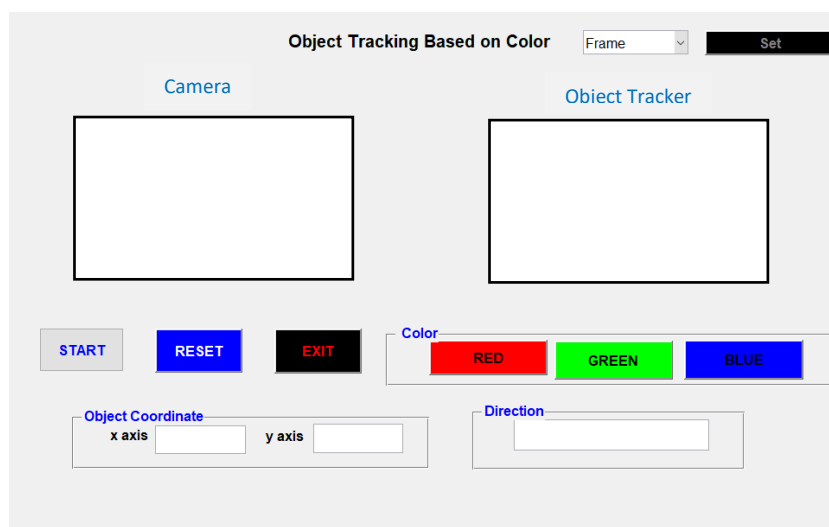 Object Tracking Based on Color
Frame
Set
Camera
Obiect Tracker
START
RESET
EXIT
Color
RED
GREEN
BLUE
Object Coordinate
x axis
y axis
Direction